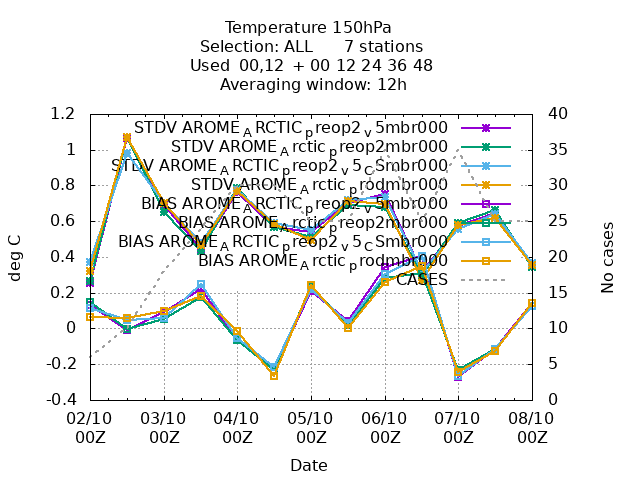 Temperature 150hPa
Selection: ALL      7 stations
Used  00,12  + 00 12 24 36 48
Averaging window: 12h
STDV AROME_ARCTIC_preop2_v5mbr000
STDV AROME_Arctic_preop2mbr000
STDV AROME_ARCTIC_preop2_v5_CSmbr000
STDV AROME_Arctic_prodmbr000
BIAS AROME_ARCTIC_preop2_v5mbr000
BIAS AROME_Arctic_preop2mbr000
BIAS AROME_ARCTIC_preop2_v5_CSmbr000
BIAS AROME_Arctic_prodmbr000
CASES
1.2
1
0.8
0.6
0.4
0.2
0
-0.2
-0.4
deg C
40
35
30
25
20
15
10
5
0
No cases
02/10 03/10 04/10 05/10 06/10 07/10 08/10
00Z 00Z 00Z 00Z 00Z 00Z 00Z
Date